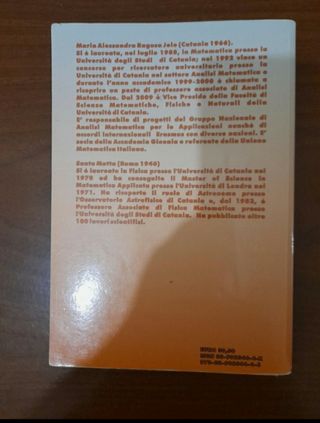 Maria Alessandra Ragusa Jelo (Catania 1966).
Si è laureata, nel luglio 1988, in Matematica presso la
Università degli Studi di Catania; nel 1992 vince un
concorso per ricercatore universitario presso la
Università di Catania nel settore Analisi Matematica e
durante l'anno accademico 1999-2000 è chiamata a
ricoprire un posto di professore associato di Analisi
Matematica. Dal 2009 è Vice Preside della Facoltà di
Scienze Matematiche, Fisiche e Naturali della
Università di Catania.
E' responsabile di progetti del Gruppo Nazionale di
Analisi Matematica per le Applicazioni nonché di
accordi internazionali Erasmus con diverse nazioni. E'
socia della Accademia Gioenia e referente della Unione
Matematica Italiana.
Santo Motta (Roma 1946)
Si è laureato in Fisica presso l'Università di Catania nel
1970 ed ha conseguito il Master of Science in
Matematica Applicata presso l'Università di Londra nel
1971. Ha ricoperto il ruolo di Astronomo presso
l'Osservatorio Astrofisico di Catania e, dal 1982, è
Professore Associato di Fisica Matematica presso
l'Università degli Studi di Catania. Ha pubblicato oltre
100 lavori scientifici.
EURO
ISBN